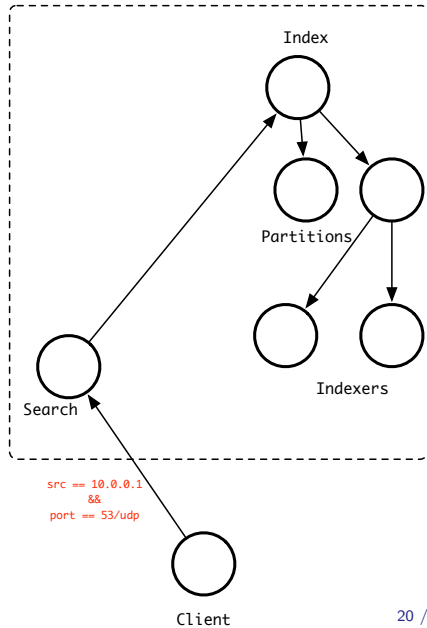 Index
Partitions
Indexers
Search
src == 10.0.0.1
&&
port == 53/udp
Client
20 /